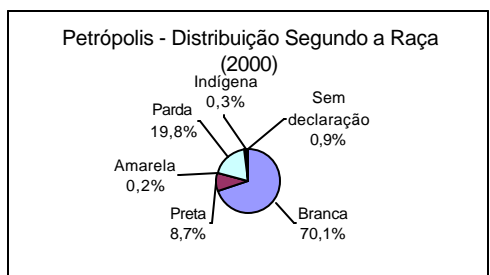 Petrópolis - Distribuição Segundo a Raça
(2000)
Indígena
0,3%
Sem
declaração
0,9%
Parda
19,8%
Amarela
0,2%
Preta
8,7%
Branca
70,1%